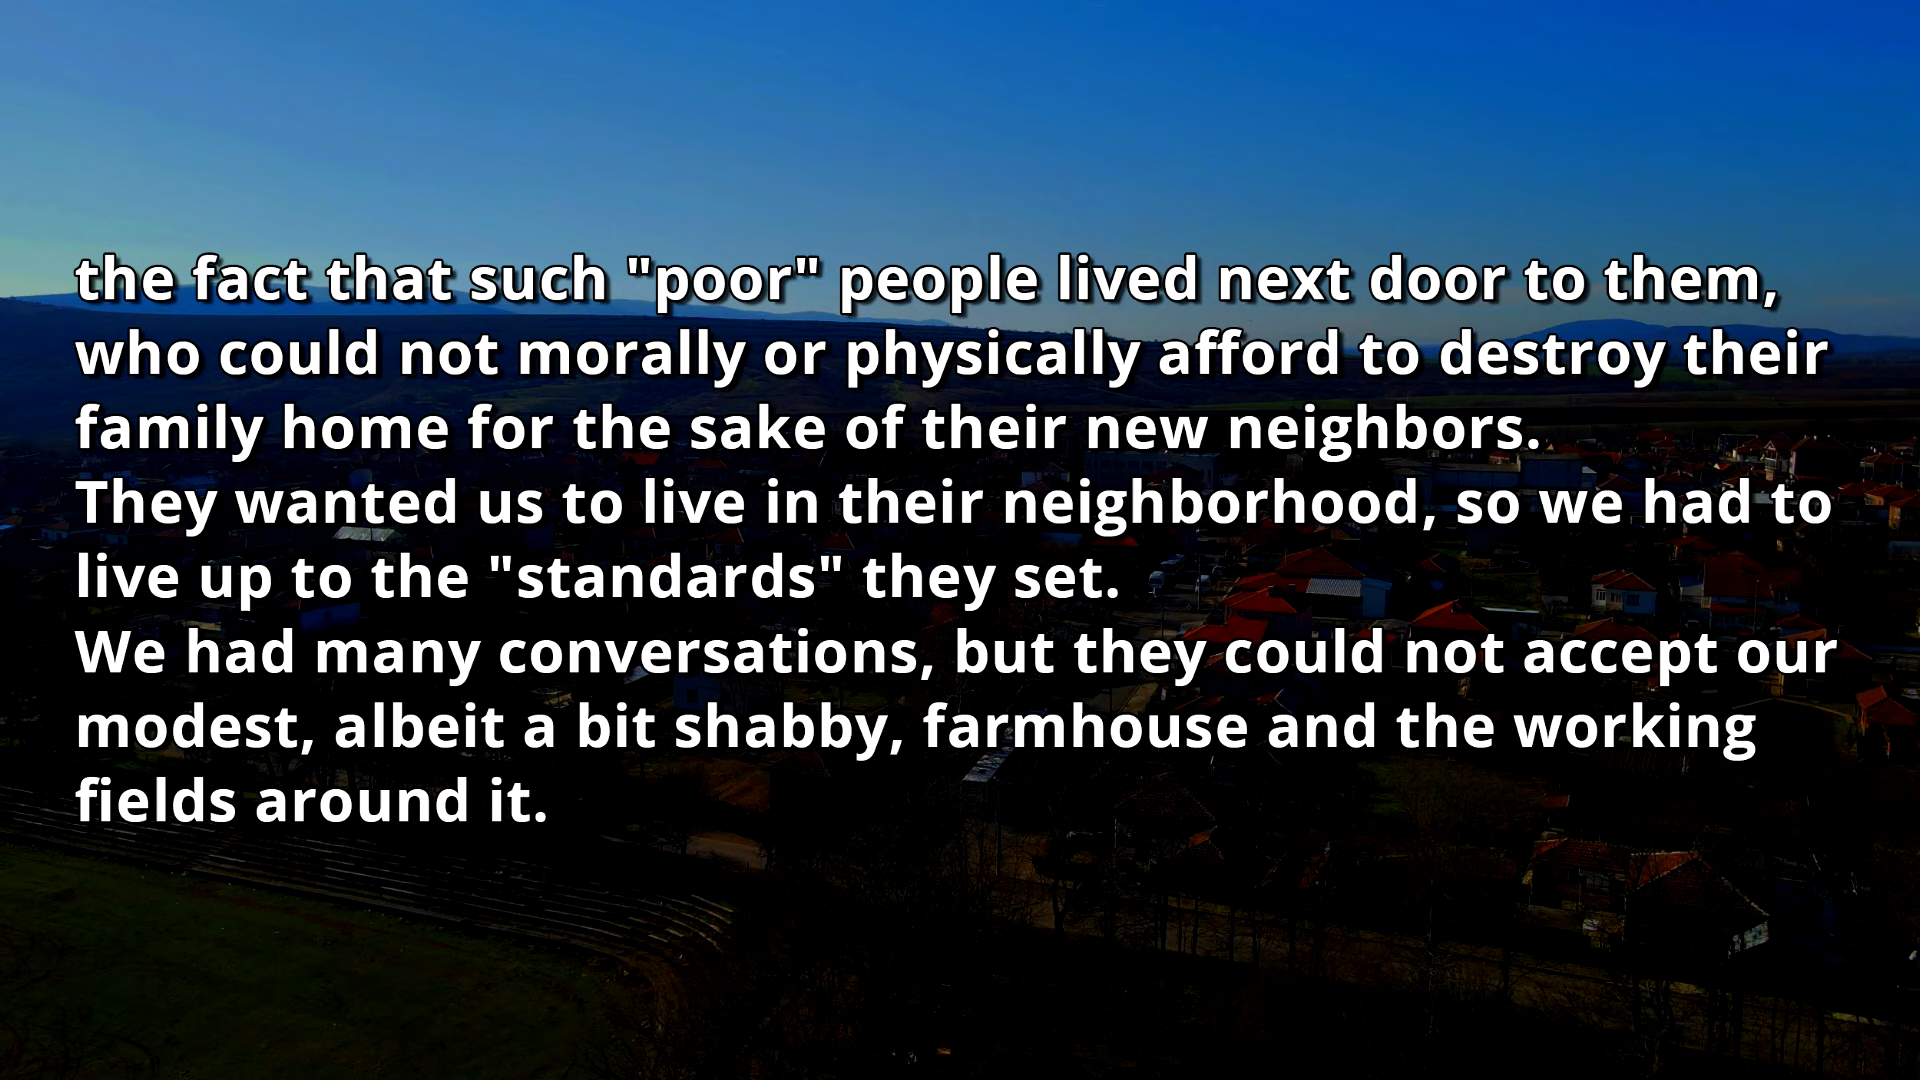 the fact that such "poor" people lived next door to them,
who could not morally or physically afford to destroy their
family home for the sake of their new neighbors.
They wanted us to live in their neighborhood, so we had to
live up to the "standards" they set.
We had many conversations, but they could not accept our
modest, albeit a bit shabby, farmhouse and the working
fields around it.